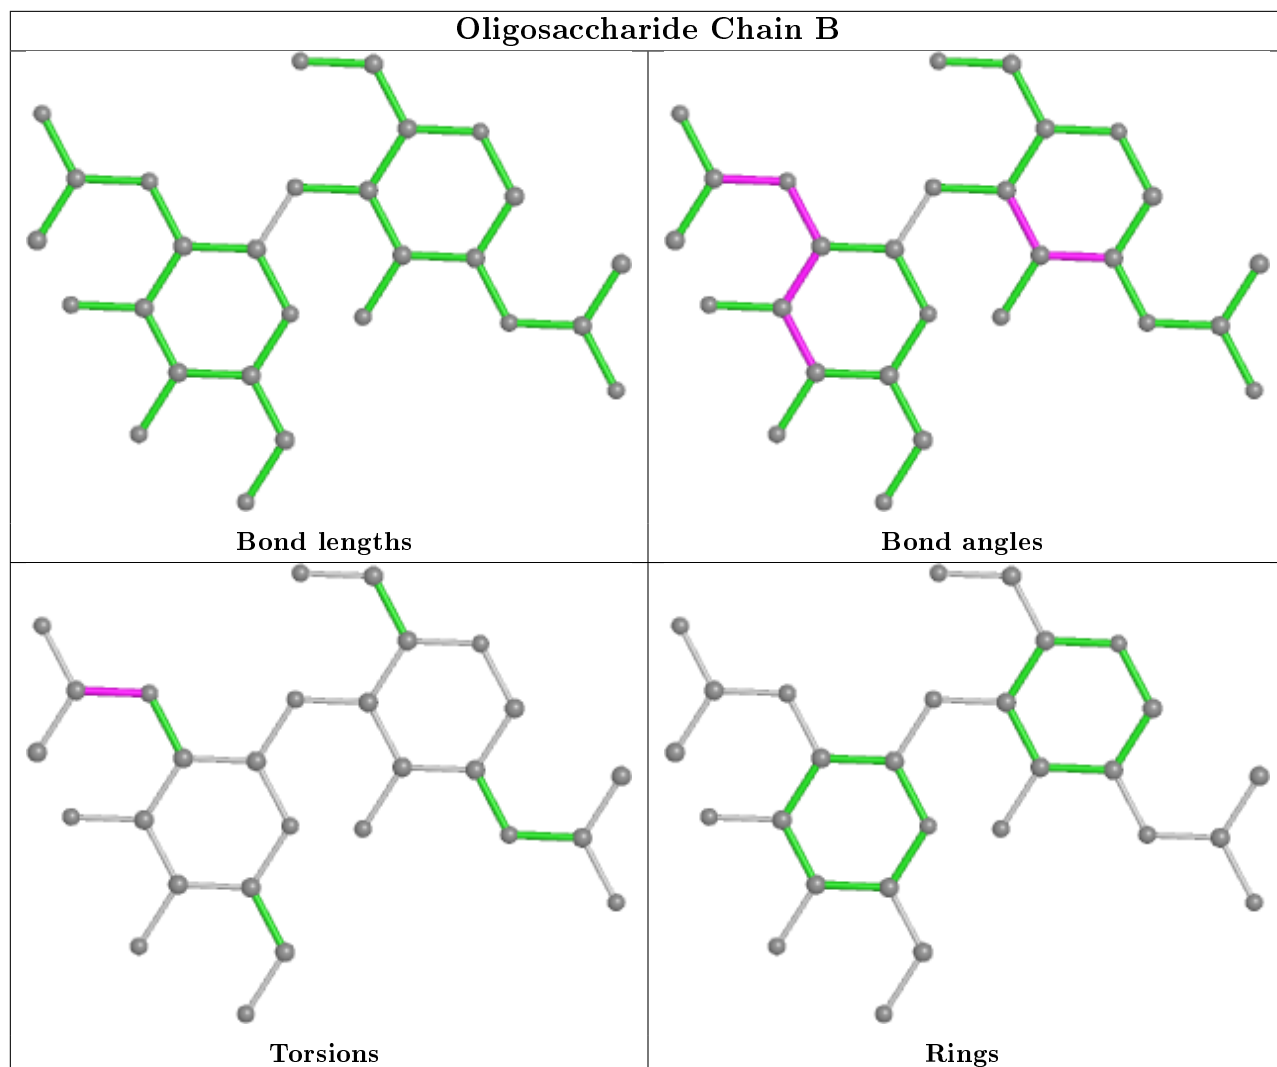 Oligosaccharide Chain B
Bond lengths
Bond angles
Torsions
Rings